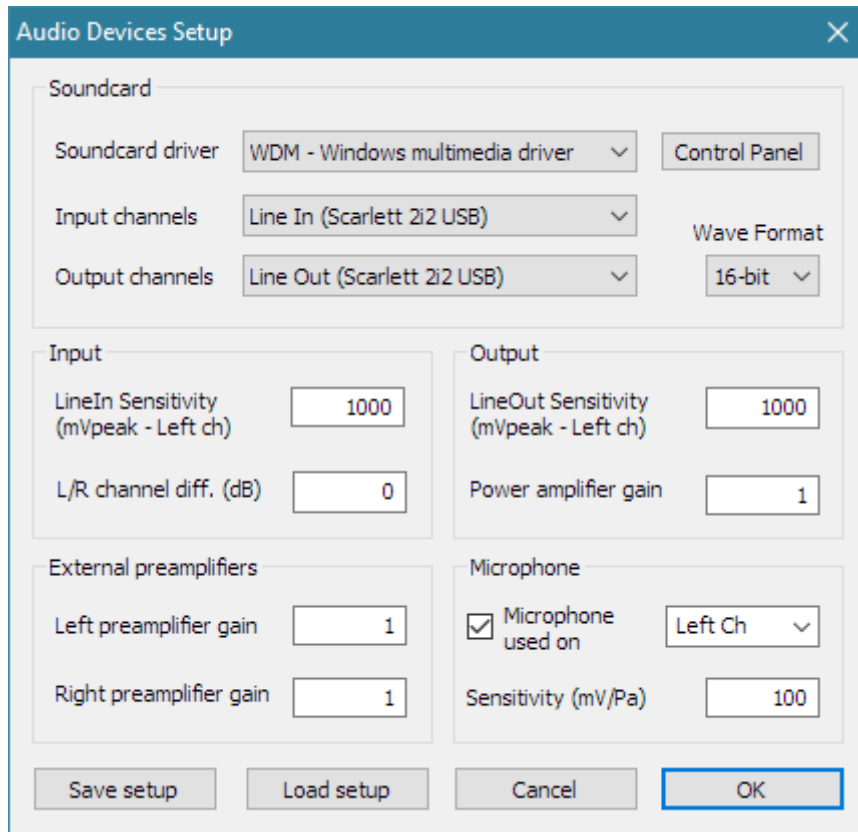 Audio Devices Setup
Soundcard
Soundcard driver WDM - Windows multimedia driver Control Panel
Input channels Line In (Scarlett 2i2 USB)
Wave Format
Output channels Line Out (Scarlett 2i2 USB) 16-bit
Input
LineIn Sensitivity
(mVpeak - Left ch) 1000
L/R channel diff. (dB) 0
Output
LineOut Sensitivity
(mVpeak - Left ch) 1000
Power amplifier gain 1
External preamplifiers
Left preamplifier gain 1
Right preamplifier gain 1
Microphone
Microphone
used on Left Ch
Sensitivity (mV/Pa) 100
Save setup Load setup Cancel OK